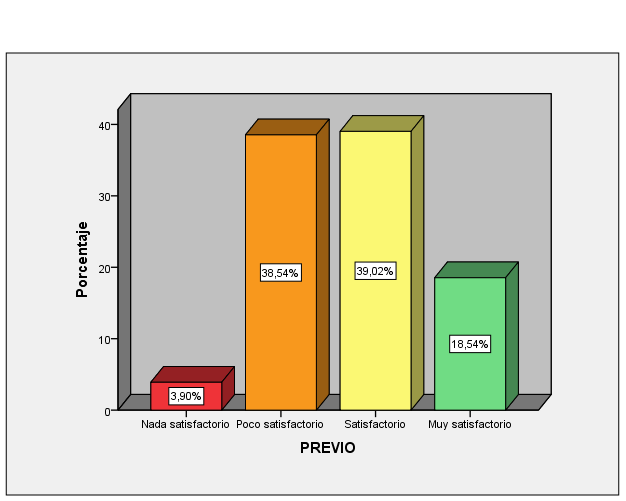 Porcentaje
40
30
20
10
0
3,90%
38,54%
39,02%
18,54%
Nada satisfactorio
Poco satisfactorio
Satisfactorio
Muy satisfactorio
PREVIO